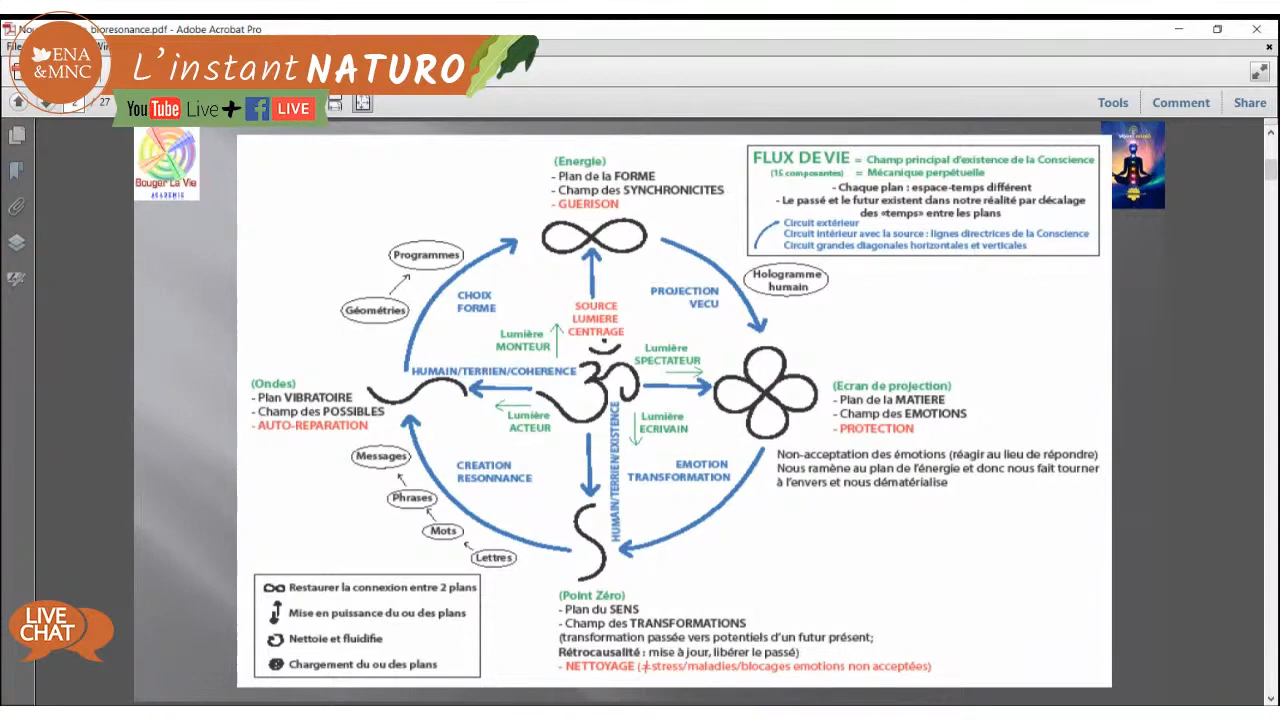 bioresonance.pdf - Adobe Acrobat Pro
ENA
&MNC
L'instant NATURO
YouTube Live + f LIVE
2 / 27
Tools Comment Share
Bouger La Vie
ACADEMIE
(Energie)
- Plan de la FORME
- Champ des SYNCHRONICITES
- GUERISON
FLUX DE VIE = Champ principal d'existence de la Conscience
(15 composantes) = Mécanique perpétuelle
- Chaque plan : espace-temps différent
- Le passé et le futur existent dans notre réalité par décalage
des «temps» entre les plans
Circuit extérieur
Circuit intérieur avec la source : lignes directrices de la Conscience
Circuit grandes diagonales horizontales et verticales
Programmes
Géométries
CHOIX
FORME
SOURCE
LUMIERE
CENTRAGE
PROJECTION
VECU
Hologramme
humain
Lumière
MONTEUR
Lumière
SPECTATEUR
HUMAIN/TERRIEN/COHERENCE
ॐ
(Ondes)
- Plan VIBRATOIRE
- Champ des POSSIBLES
- AUTO-REPARATION
Lumière
ACTEUR
HUMAIN/TERRIEN/EXISTENCE
Lumière
ECRIVAIN
(Ecran de projection)
- Plan de la MATIERE
- Champ des EMOTIONS
- PROTECTION
Non-acceptation des émotions (réagir au lieu de répondre)
Nous ramène au plan de l'énergie et donc nous fait tourner
à l'envers et nous dématérialise
Messages
Phrases
Mots
Lettres
CREATION
RESONNANCE
EMOTION
TRANSFORMATION
Restaurer la connexion entre 2 plans
Mise en puissance du ou des plans
Nettoie et fluidifie
Chargement du ou des plans
(Point Zéro)
- Plan du SENS
- Champ des TRANSFORMATIONS
(transformation passée vers potentiels d'un futur présent;
Rétrocausalité : mise à jour, libérer le passé)
- NETTOYAGE (≠stress/maladies/blocages emotions non acceptées)
LIVE
CHAT